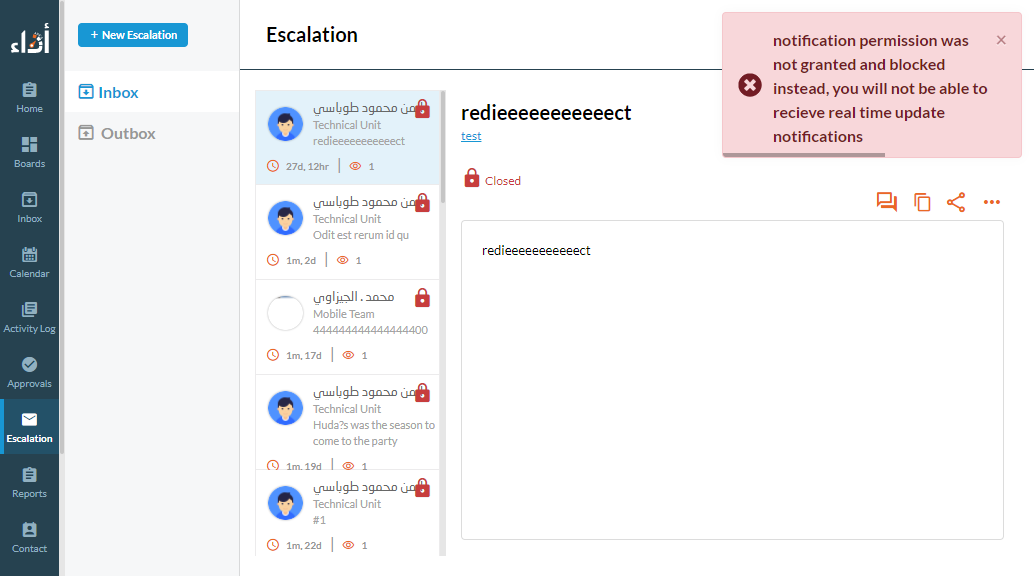 أداء
Home
Boards
Inbox
Calendar
Activity Log
Approvals
Escalation
Reports
Contact
+ New Escalation
Inbox
Outbox
Escalation
من محمود طوباسي
Technical Unit
redieeeeeeeeeeect
27d, 12hr | 1
من محمود طوباسي
Technical Unit
Odit est rerum id qu
1m, 2d | 1
محمد . الجيزاوي
Mobile Team
444444444444444400
1m, 17d | 1
من محمود طوباسي
Technical Unit
Huda?s was the season to
come to the party
1m, 19d | 1
من محمود طوباسي
Technical Unit
#1
1m, 22d | 1
redieeeeeeeeeeect
test
Closed
redieeeeeeeeeeect
notification permission was
not granted and blocked
instead, you will not be able to
recieve real time update
notifications